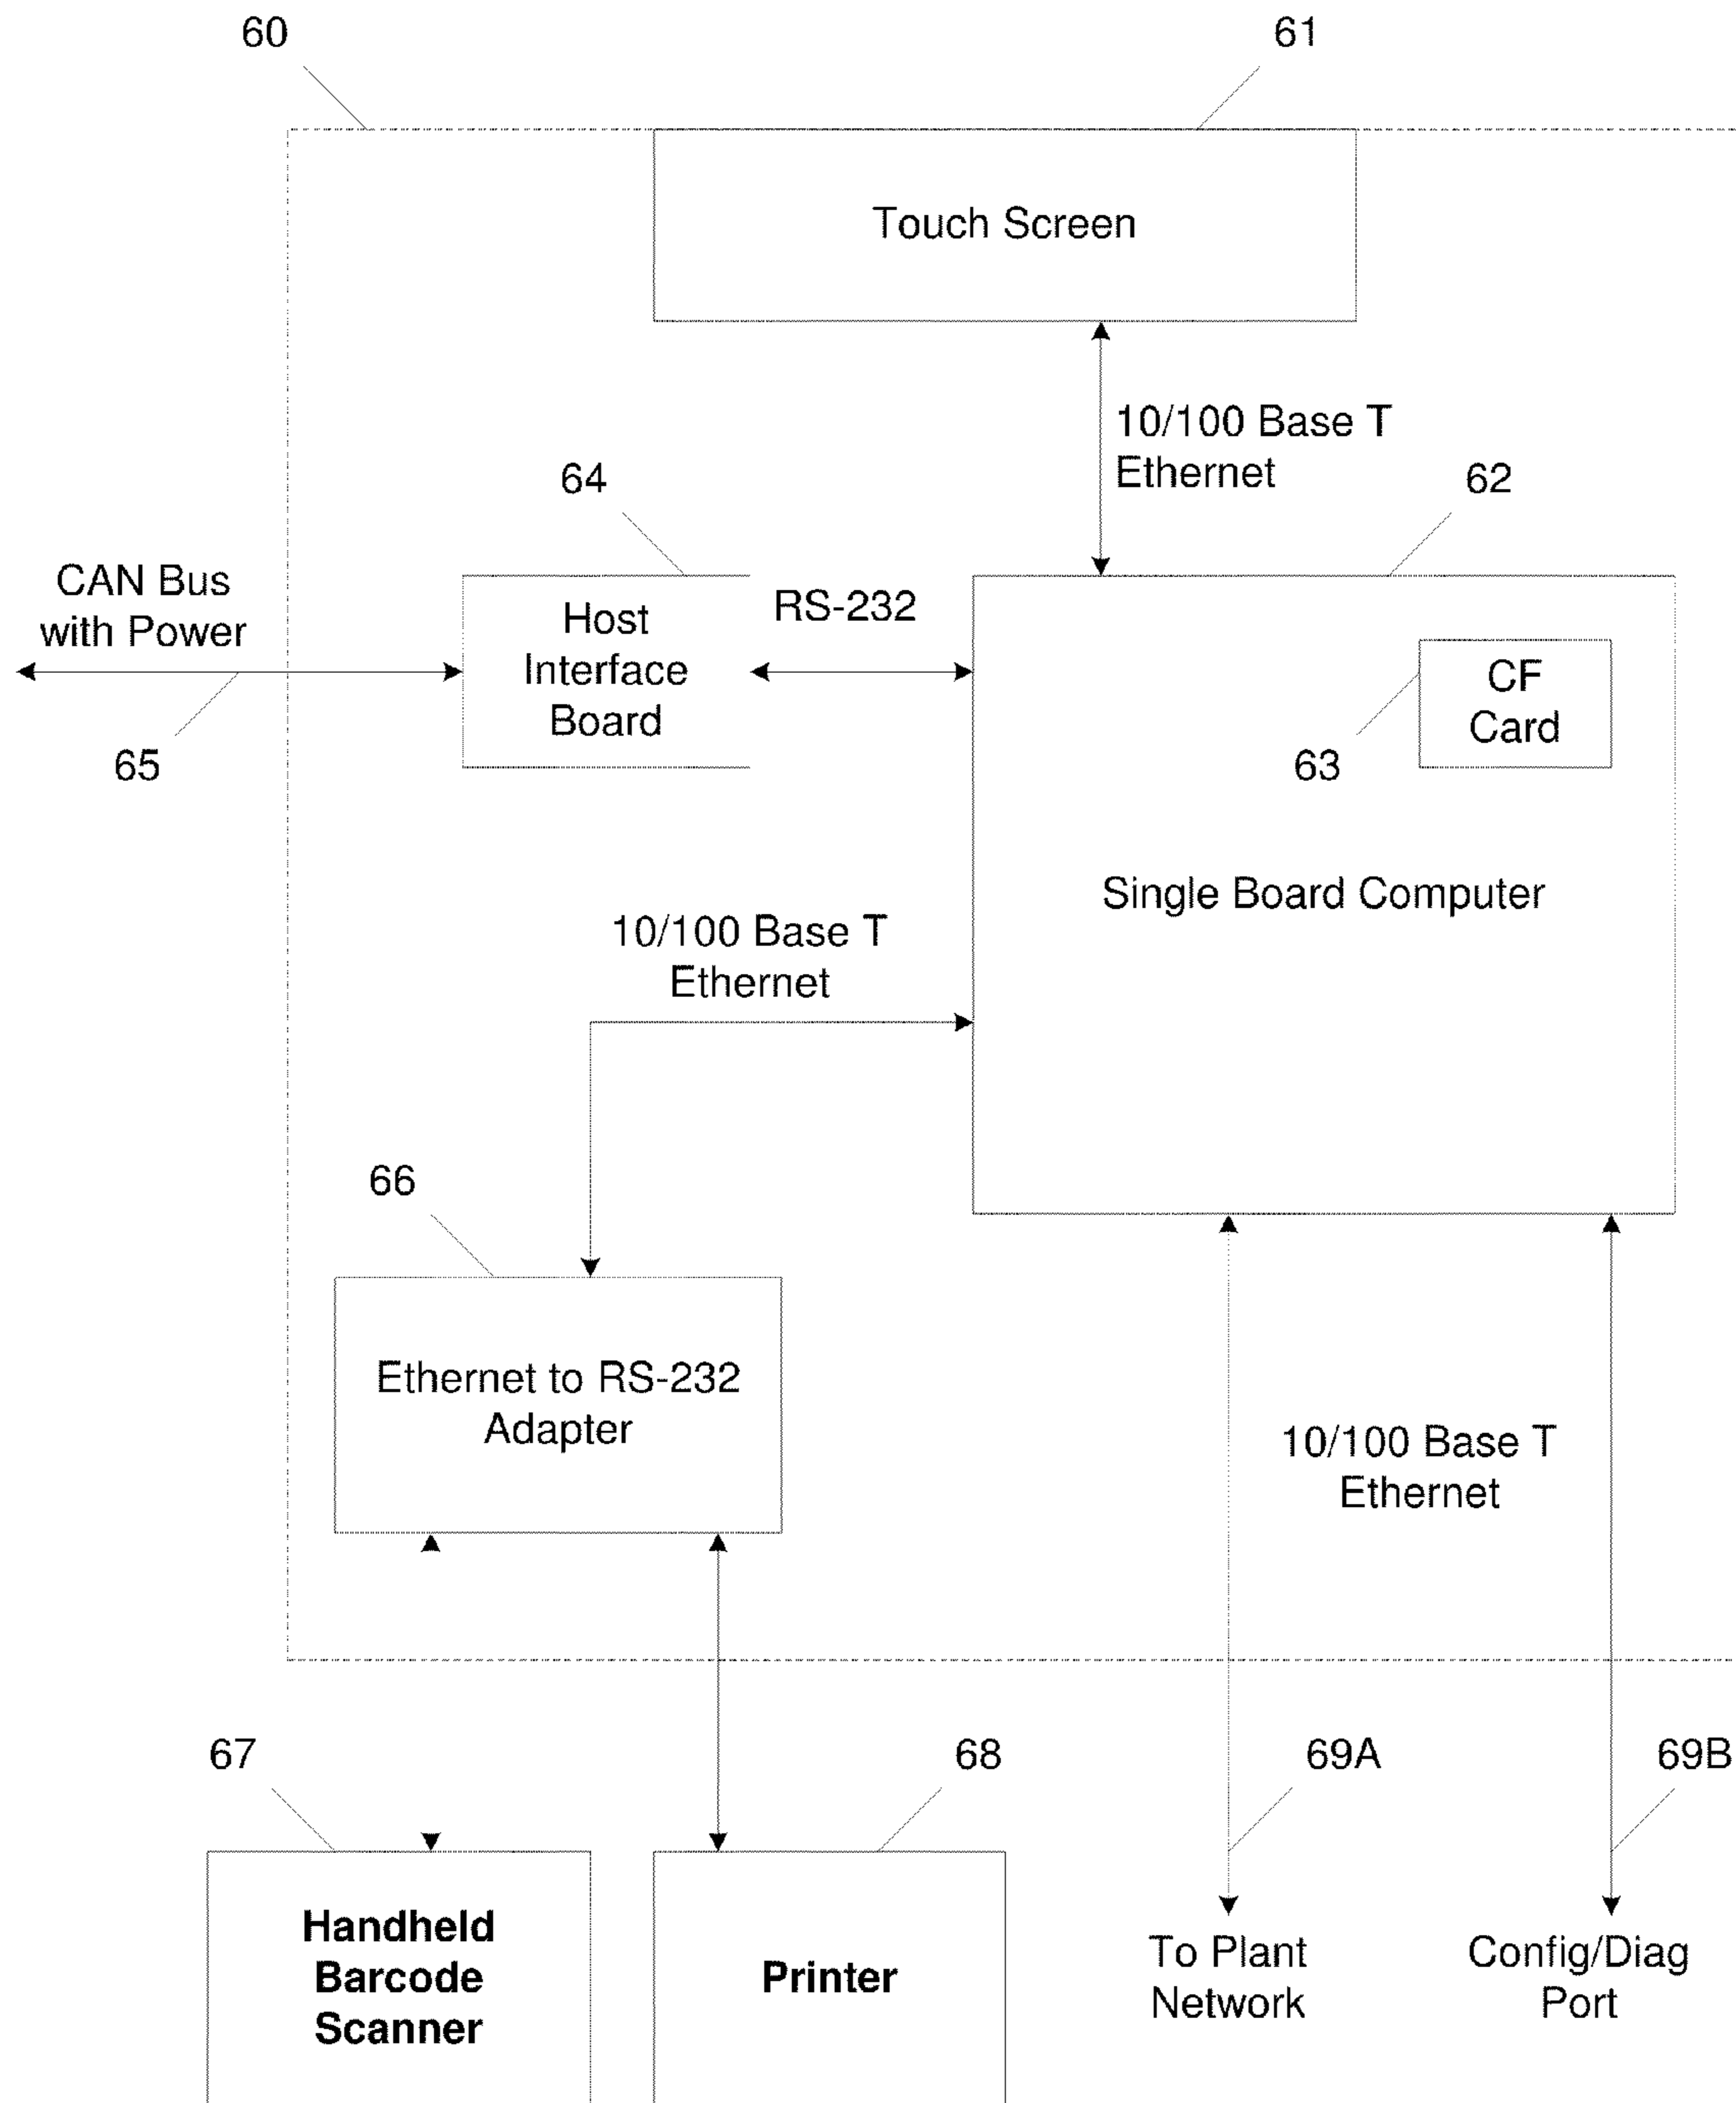 60
61
Touch Screen
10/100 Base T
Ethernet
64
62
CAN Bus
with Power
Host
Interface
Board
RS-232
CF
Card
65
63
Single Board Computer
10/100 Base T
Ethernet
66
Ethernet to RS-232
Adapter
10/100 Base T
Ethernet
67
68
69A
69B
Handheld
Barcode
Scanner
Printer
To Plant
Network
Config/Diag
Port